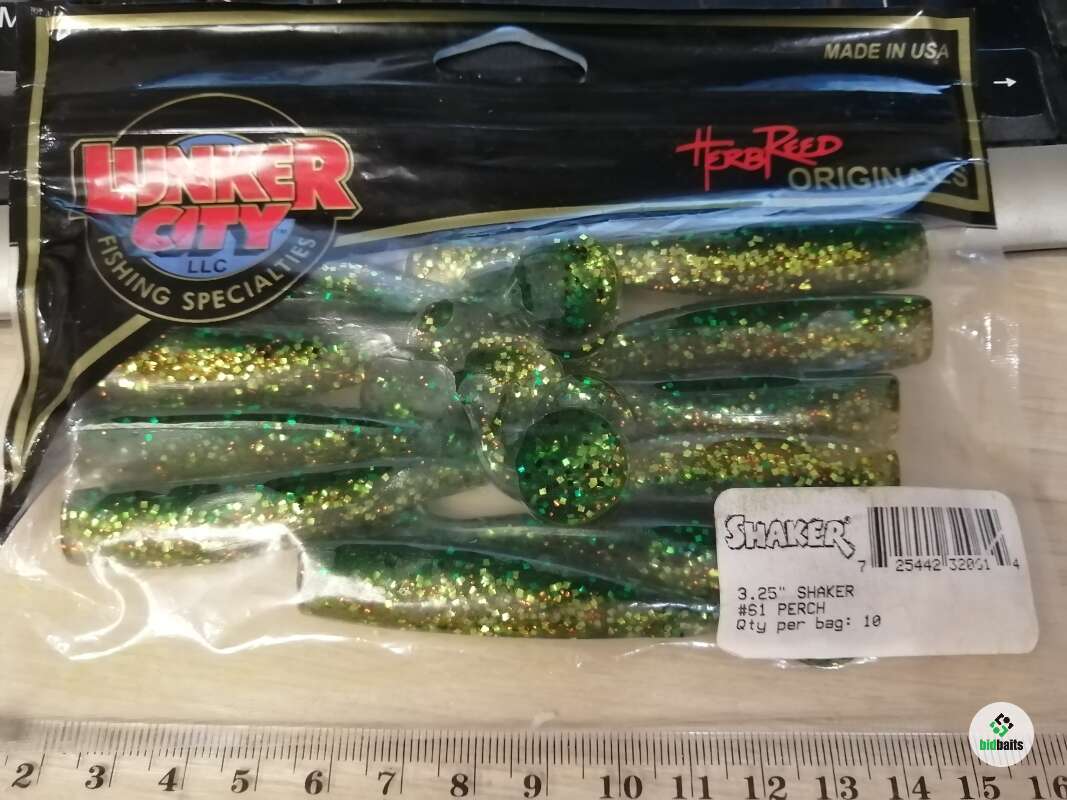 M
MADE IN USA
LUNKER
CITY
LLC
FISHING SPECIALTIES
HERB REED
ORIGINALS
SHAKER®
7 25442 32061 4
3.25" SHAKER
#61 PERCH
Qty per bag: 10
bidbaits
2 3 4 5 6 7 8 9 10 11 12 13 14 15 16